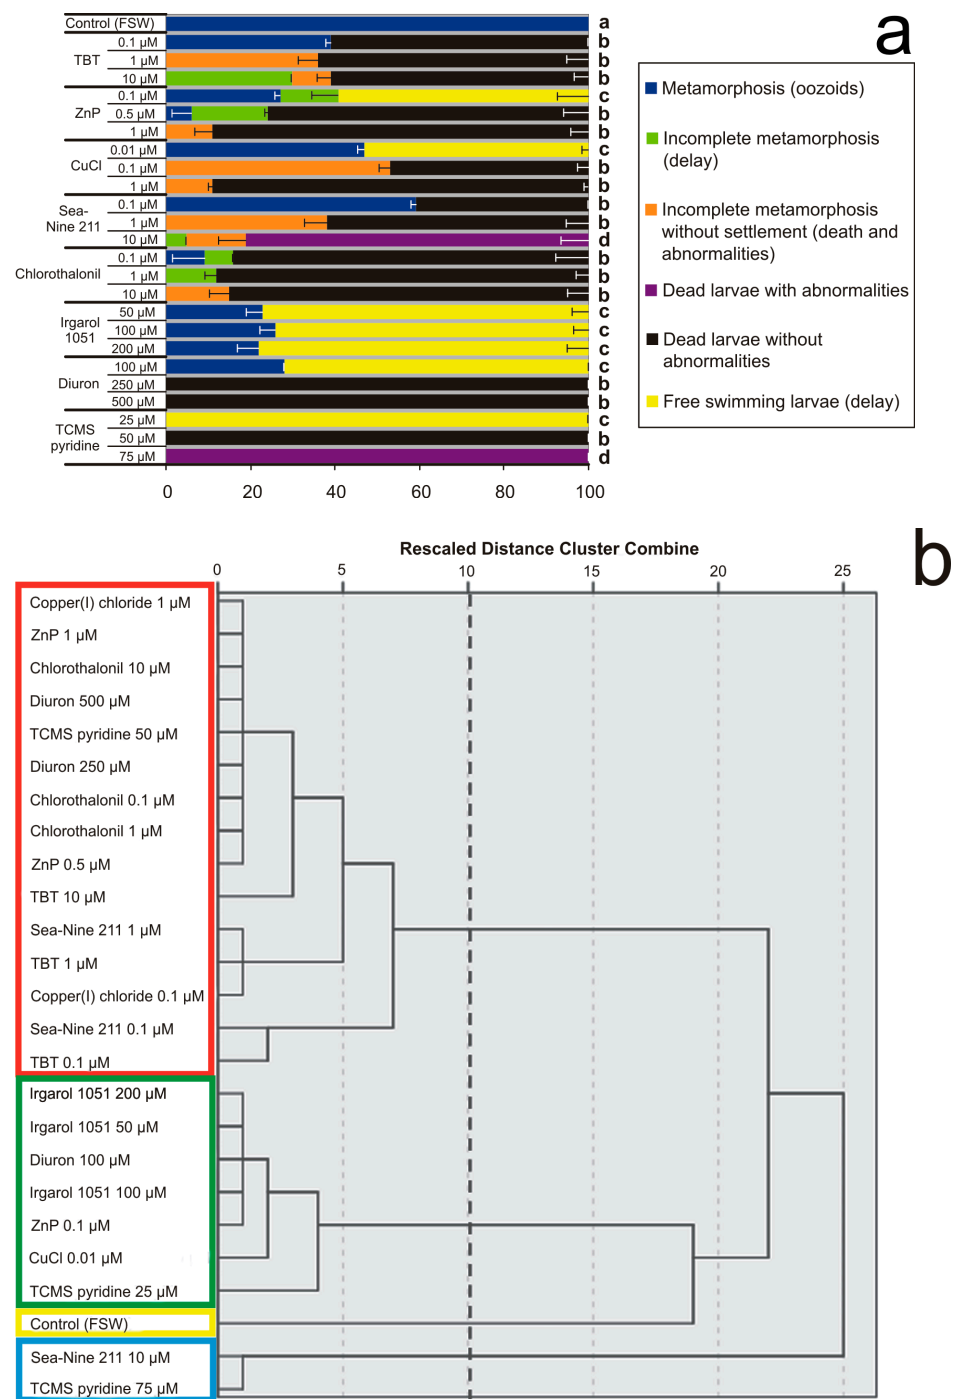 a
Control (FSW) a
TBT
0.1 µM b
1 µM b
10 µM b
ZnP
0.1 µM c
0.5 µM b
1 µM b
CuCl
0.01 µM c
0.1 µM b
1 µM b
Sea-
Nine 211
0.1 µM b
1 µM b
10 µM d
Chlorothalonil
0.1 µM b
1 µM b
10 µM b
Irgarol
1051
50 µM c
100 µM c
200 µM c
Diuron
100 µM c
250 µM b
500 µM b
TCMS
pyridine
25 µM c
50 µM b
75 µM d
0 20 40 60 80 100
Metamorphosis (oozoids)
Incomplete metamorphosis
(delay)
Incomplete metamorphosis
without settlement (death and
abnormalities)
Dead larvae with abnormalities
Dead larvae without
abnormalities
Free swimming larvae (delay)
b
Rescaled Distance Cluster Combine
0 5 10 15 20 25
Copper(I) chloride 1 µM
ZnP 1 µM
Chlorothalonil 10 µM
Diuron 500 µM
TCMS pyridine 50 µM
Diuron 250 µM
Chlorothalonil 0.1 µM
Chlorothalonil 1 µM
ZnP 0.5 µM
TBT 10 µM
Sea-Nine 211 1 µM
TBT 1 µM
Copper(I) chloride 0.1 µM
Sea-Nine 211 0.1 µM
TBT 0.1 µM
Irgarol 1051 200 µM
Irgarol 1051 50 µM
Diuron 100 µM
Irgarol 1051 100 µM
ZnP 0.1 µM
CuCl 0.01 µM
TCMS pyridine 25 µM
Control (FSW)
Sea-Nine 211 10 µM
TCMS pyridine 75 µM